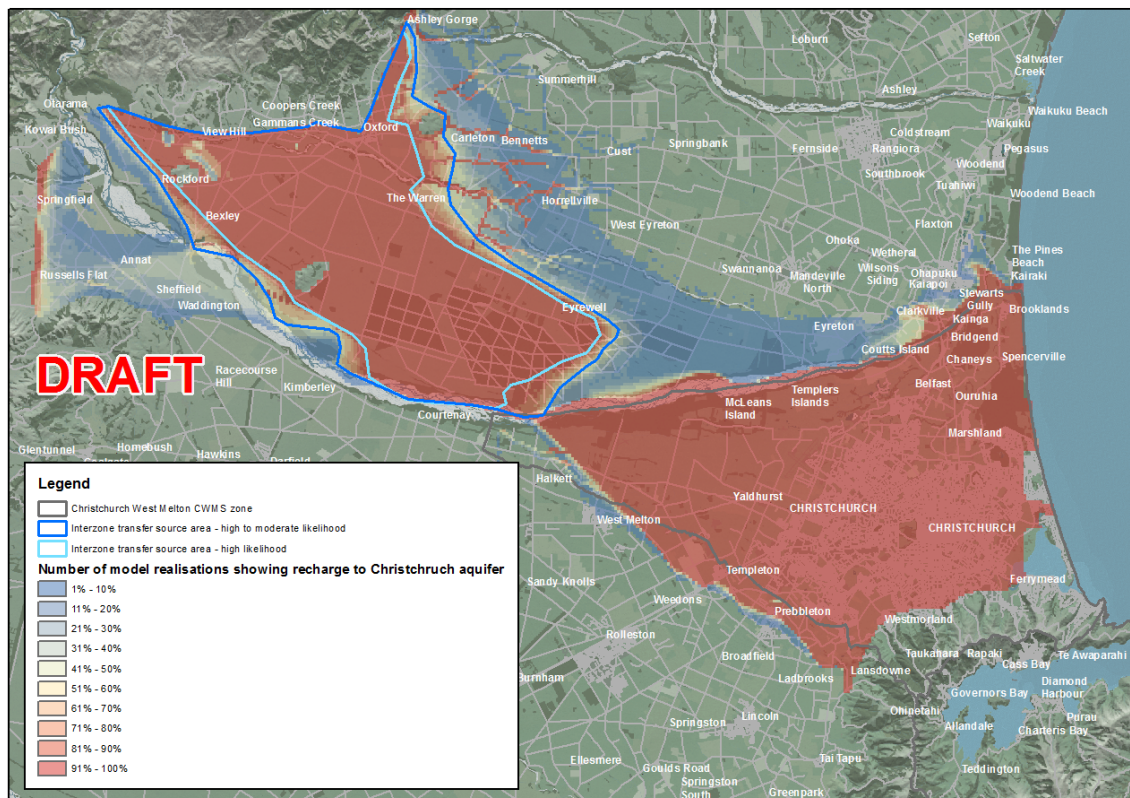 Ashley Gorge
Loburn
Sefton
Saltwater
Creek
Summerhill
Ashley
Otarama
Coopers Creek
Gammans Creek
Waikuku Beach
Kowai Bush
View Hill
Oxford
Waikuku
Coldstream
Carleton
Bennetts
Springbank
Fernside
Rangiora
Pegasus
Cust
Woodend
Southbrook
Rockford
Tuahiwi
Springfield
The Warren
Horrellville
Woodend Beach
Bexley
West Eyreton
Flaxton
Ohoka
Wetheral
The Pines
Beach
Kairaki
Annat
Swannanoa
Mandeville
North
Wilsons
Siding
Ohapuku
Kaiapoi
Russells Flat
Sheffield
Stewarts
Gully
Waddington
Eyrewell
Clarkville
Kainga
Brooklands
Eyreton
Bridgend
Coutts Island
Chaneys
Spencerville
DRAFT
Racecourse
Hill
Kimberley
Belfast
Templers
Islands
McLeans
Island
Ouruhia
Courtenay
Marshland
Glentunnel
Homebush
Hawkins
Darfield
Coalgate
Halkett
Yaldhurst
CHRISTCHURCH
CHRISTCHURCH
West Melton
Templeton
Ferrymead
Sandy Knolls
Weedons
Prebbleton
Westmorland
Rolleston
Taukahara
Rapaki
Te Awaparahi
Cass Bay
Broadfield
Lansdowne
Burnham
Ladbrooks
Governors Bay
Diamond
Harbour
Ohinetahi
Lincoln
Springston
Allandale
Purau
Charteris Bay
Tai Tapu
Ellesmere
Goulds Road
Teddington
Springston
South
Greenpark
Legend
Christchurch West Melton CWMS zone
Interzone transfer source area - high to moderate likelihood
Interzone transfer source area - high likelihood
Number of model realisations showing recharge to Christchruch aquifer
1% - 10%
11% - 20%
21% - 30%
31% - 40%
41% - 50%
51% - 60%
61% - 70%
71% - 80%
81% - 90%
91% - 100%